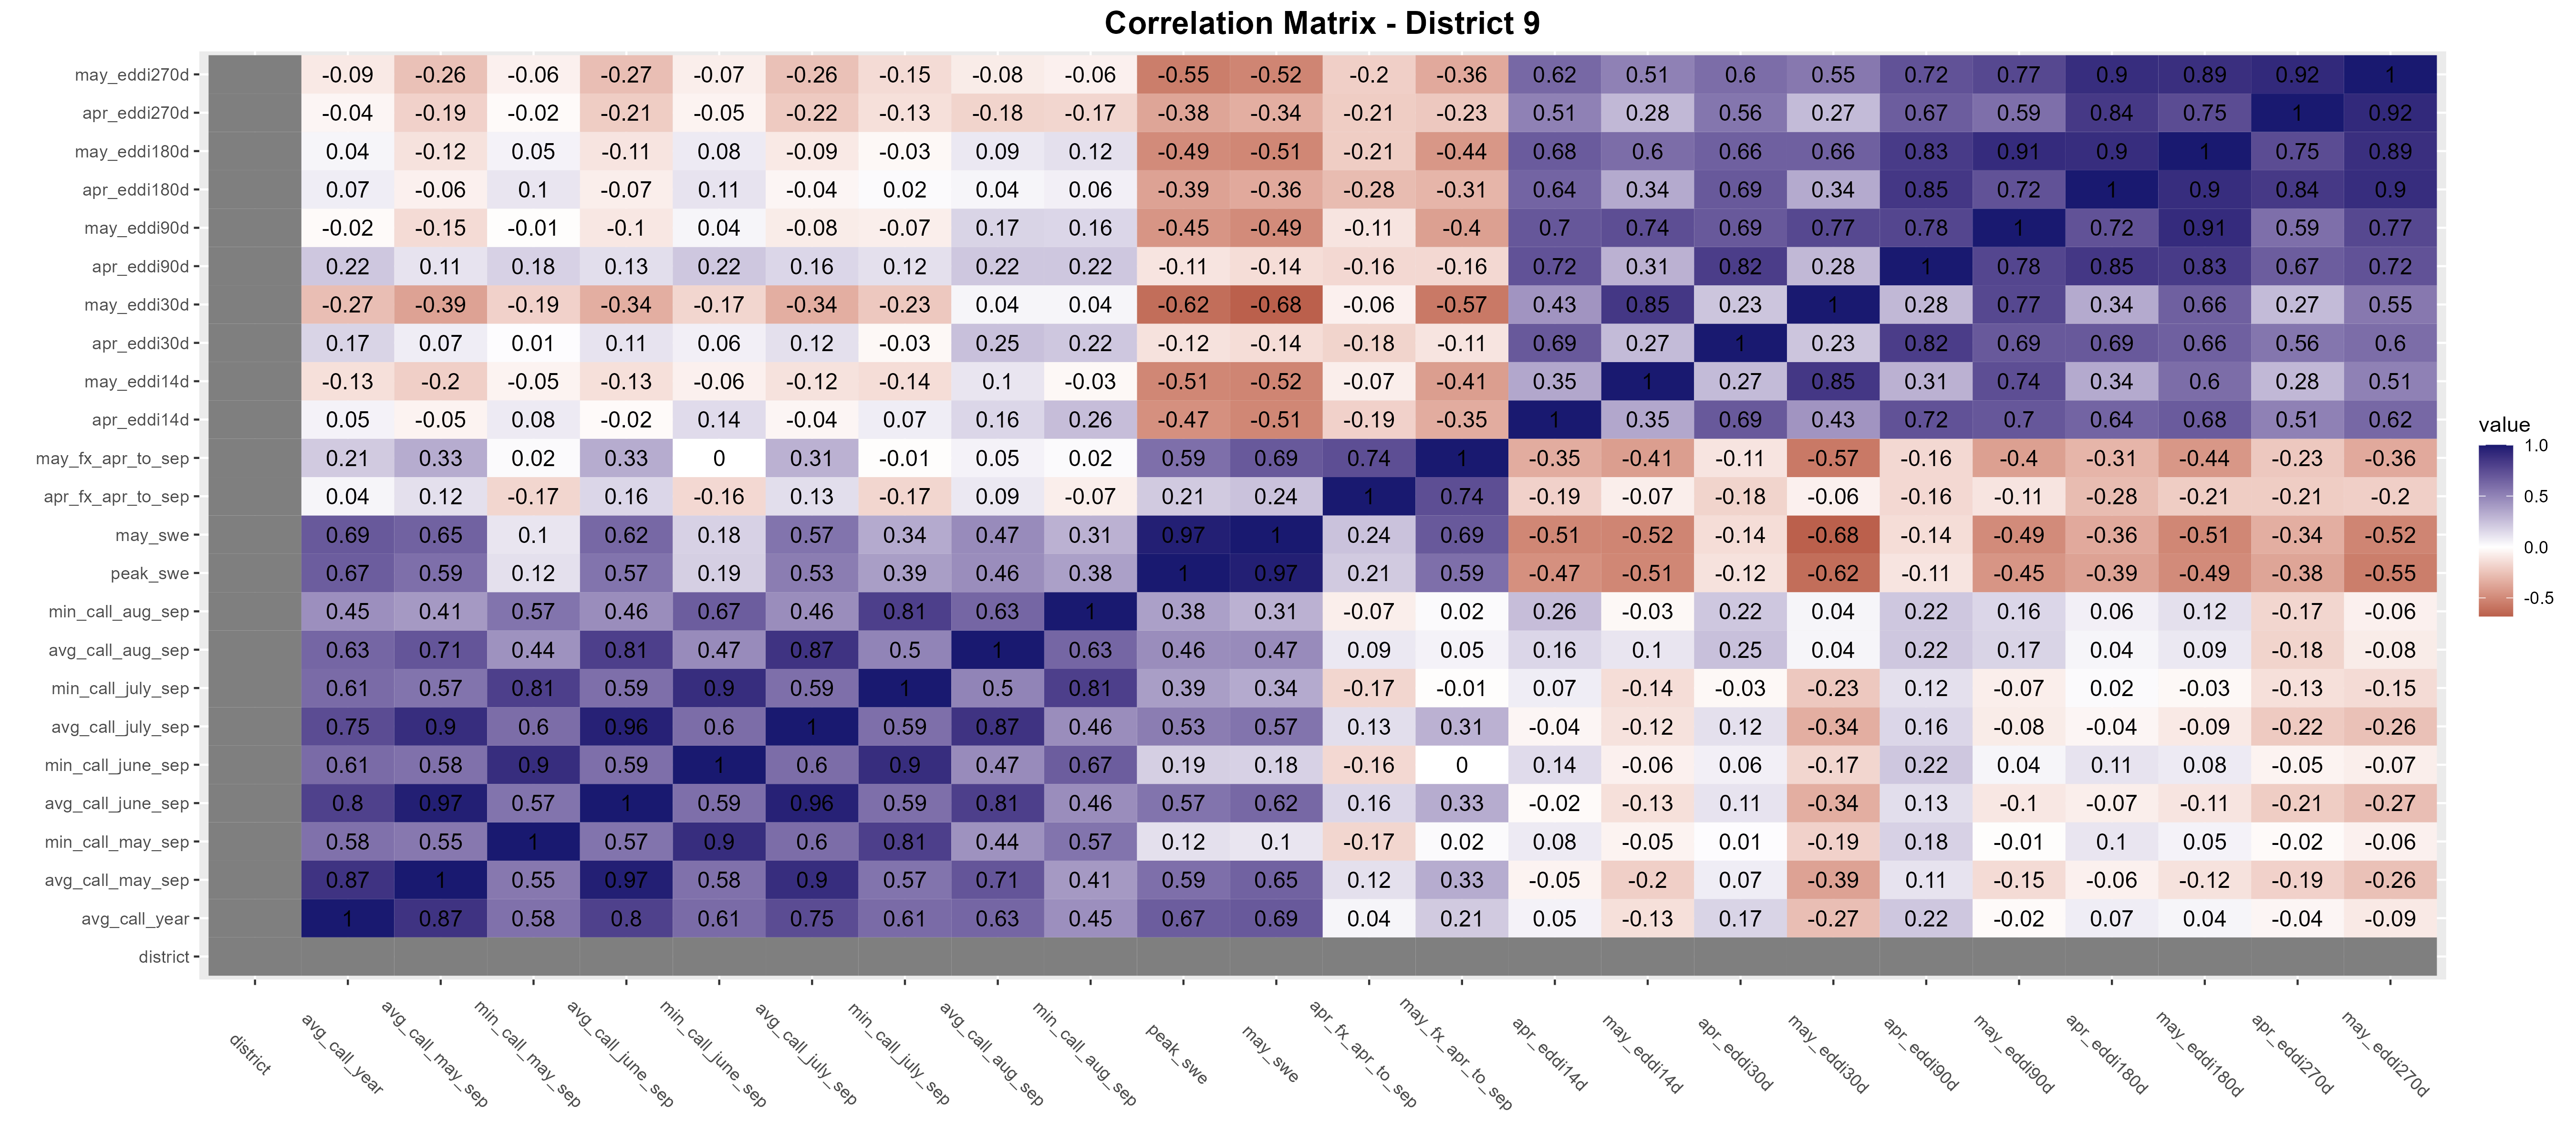 Correlation Matrix - District 9
may_eddi270d -0.09 -0.26 -0.06 -0.27 -0.07 -0.26 -0.15 -0.08 -0.06 -0.55 -0.52 -0.2 -0.36 0.62 0.51 0.6 0.55 0.72 0.77 0.9 0.89 0.92 1
apr_eddi270d -0.04 -0.19 -0.02 -0.21 -0.05 -0.22 -0.13 -0.18 -0.17 -0.38 -0.34 -0.21 -0.23 0.51 0.28 0.56 0.27 0.67 0.59 0.84 0.75 1 0.92
may_eddi180d 0.04 -0.12 0.05 -0.11 0.08 -0.09 -0.03 0.09 0.12 -0.49 -0.51 -0.21 -0.44 0.68 0.6 0.66 0.66 0.83 0.91 0.9 1 0.75 0.89
apr_eddi180d 0.07 -0.06 0.1 -0.07 0.11 -0.04 0.02 0.04 0.06 -0.39 -0.36 -0.28 -0.31 0.64 0.34 0.69 0.34 0.85 0.72 1 0.9 0.84 0.9
may_eddi90d -0.02 -0.15 -0.01 -0.1 0.04 -0.08 -0.07 0.17 0.16 -0.45 -0.49 -0.11 -0.4 0.7 0.74 0.69 0.77 0.78 1 0.72 0.91 0.59 0.77
apr_eddi90d 0.22 0.11 0.18 0.13 0.22 0.16 0.12 0.22 0.22 -0.11 -0.14 -0.16 -0.16 0.72 0.31 0.82 0.28 1 0.78 0.85 0.83 0.67 0.72
may_eddi30d -0.27 -0.39 -0.19 -0.34 -0.17 -0.34 -0.23 0.04 0.04 -0.62 -0.68 -0.06 -0.57 0.43 0.85 0.23 1 0.28 0.77 0.34 0.66 0.27 0.55
apr_eddi30d 0.17 0.07 0.01 0.11 0.06 0.12 -0.03 0.25 0.22 -0.12 -0.14 -0.18 -0.11 0.69 0.27 1 0.23 0.82 0.69 0.69 0.66 0.56 0.6
may_eddi14d -0.13 -0.2 -0.05 -0.13 -0.06 -0.12 -0.14 0.1 -0.03 -0.51 -0.52 -0.07 -0.41 0.35 1 0.27 0.85 0.31 0.74 0.34 0.6 0.28 0.51
apr_eddi14d 0.05 -0.05 0.08 -0.02 0.14 -0.04 0.07 0.16 0.26 -0.47 -0.51 -0.19 -0.35 1 0.35 0.69 0.43 0.72 0.7 0.64 0.68 0.51 0.62
may_fx_apr_to_sep 0.21 0.33 0.02 0.33 0 0.31 -0.01 0.05 0.02 0.59 0.69 0.74 1 -0.35 -0.41 -0.11 -0.57 -0.16 -0.4 -0.31 -0.44 -0.23 -0.36
apr_fx_apr_to_sep 0.04 0.12 -0.17 0.16 -0.16 0.13 -0.17 0.09 -0.07 0.21 0.24 1 0.74 -0.19 -0.07 -0.18 -0.06 -0.16 -0.11 -0.28 -0.21 -0.21 -0.2
may_swe 0.69 0.65 0.1 0.62 0.18 0.57 0.34 0.47 0.31 0.97 1 0.24 0.69 -0.51 -0.52 -0.14 -0.68 -0.14 -0.49 -0.36 -0.51 -0.34 -0.52
peak_swe 0.67 0.59 0.12 0.57 0.19 0.53 0.39 0.46 0.38 1 0.97 0.21 0.59 -0.47 -0.51 -0.12 -0.62 -0.11 -0.45 -0.39 -0.49 -0.38 -0.55
min_call_aug_sep 0.45 0.41 0.57 0.46 0.67 0.46 0.81 0.63 1 0.38 0.31 -0.07 0.02 0.26 -0.03 0.22 0.04 0.22 0.16 0.06 0.12 -0.17 -0.06
avg_call_aug_sep 0.63 0.71 0.44 0.81 0.47 0.87 0.5 1 0.63 0.46 0.47 0.09 0.05 0.16 0.1 0.25 0.04 0.22 0.17 0.04 0.09 -0.18 -0.08
min_call_july_sep 0.61 0.57 0.81 0.59 0.9 0.59 1 0.5 0.81 0.39 0.34 -0.17 -0.01 0.07 -0.14 -0.03 -0.23 0.12 -0.07 0.02 -0.03 -0.13 -0.15
avg_call_july_sep 0.75 0.9 0.6 0.96 0.6 1 0.59 0.87 0.46 0.53 0.57 0.13 0.31 -0.04 -0.12 0.12 -0.34 0.16 -0.08 -0.04 -0.09 -0.22 -0.26
min_call_june_sep 0.61 0.58 0.9 0.59 1 0.6 0.9 0.47 0.67 0.19 0.18 -0.16 0 0.14 -0.06 0.06 -0.17 0.22 0.04 0.11 0.08 -0.05 -0.07
avg_call_june_sep 0.8 0.97 0.57 1 0.59 0.96 0.59 0.81 0.46 0.57 0.62 0.16 0.33 -0.02 -0.13 0.11 -0.34 0.13 -0.1 -0.07 -0.11 -0.21 -0.27
min_call_may_sep 0.58 0.55 1 0.57 0.9 0.6 0.81 0.44 0.57 0.12 0.1 -0.17 0.02 0.08 -0.05 0.01 -0.19 0.18 -0.01 0.1 0.05 -0.02 -0.06
avg_call_may_sep 0.87 1 0.55 0.97 0.58 0.9 0.57 0.71 0.41 0.59 0.65 0.12 0.33 -0.05 -0.2 0.07 -0.39 0.11 -0.15 -0.06 -0.12 -0.19 -0.26
avg_call_year 1 0.87 0.58 0.8 0.61 0.75 0.61 0.63 0.45 0.67 0.69 0.04 0.21 0.05 -0.13 0.17 -0.27 0.22 -0.02 0.07 0.04 -0.04 -0.09
district
district avg_call_year avg_call_may_sep min_call_may_sep avg_call_june_sep min_call_june_sep avg_call_july_sep min_call_july_sep avg_call_aug_sep min_call_aug_sep peak_swe may_swe apr_fx_apr_to_sep may_fx_apr_to_sep apr_eddi14d may_eddi14d apr_eddi30d may_eddi30d apr_eddi90d may_eddi90d apr_eddi180d may_eddi180d apr_eddi270d may_eddi270d
value
1.0
0.5
0.0
-0.5